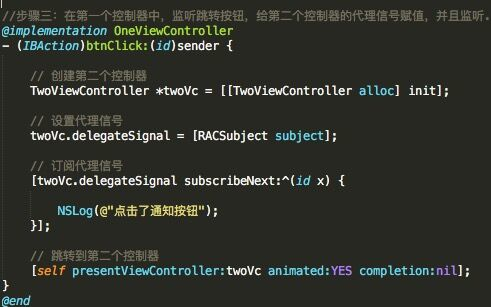 //步骤三：在第一个控制器中，监听跳转按钮，给第二个控制器的代理信号赋值，并且监听.
@implementation OneViewController
- (IBAction)btnClick:(id)sender {
// 创建第二个控制器
TwoViewController *twoVc = [[TwoViewController alloc] init];
// 设置代理信号
twoVc.delegateSignal = [RACSubject subject];
// 订阅代理信号
[twoVc.delegateSignal subscribeNext:^(id x) {
NSLog(@"点击了通知按钮");
}];
// 跳转到第二个控制器
[self presentViewController:twoVc animated:YES completion:nil];
}
@end